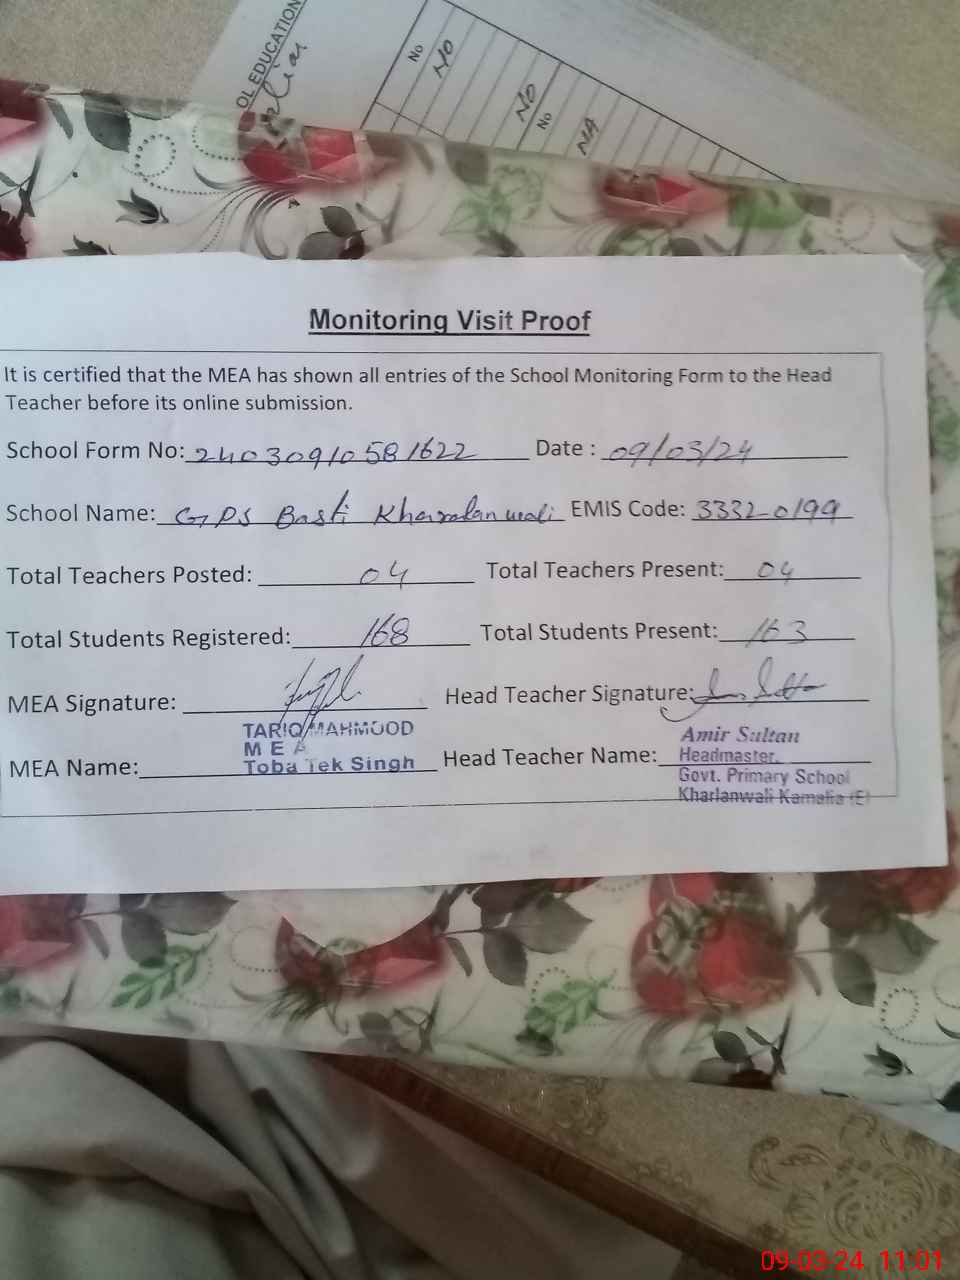 OL EDUCATION
No
NO
NO
No
NA
Monitoring Visit Proof
It is certified that the MEA has shown all entries of the School Monitoring Form to the Head
Teacher before its online submission.
School Form No: 24030910581622 Date : 09/03/24
School Name: GPS Basti Kharalanwali EMIS Code: 33320199
Total Teachers Posted: 04 Total Teachers Present: 04
Total Students Registered: 168 Total Students Present: 163
MEA Signature: Head Teacher Signature:
TARIQ MAHMOOD
M E A
MEA Name: Toba Tek Singh Head Teacher Name:
Amir Sultan
Headmaster
Govt. Primary School
Kharlanwali Kamalia (E)
09-03-24 11:01